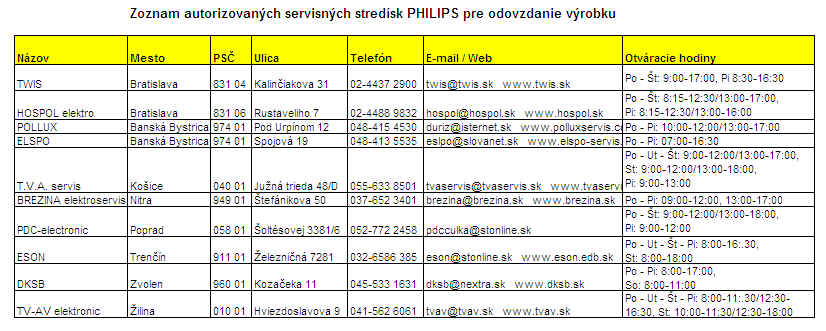 Zoznam autorizovaných servisných stredísk PHILIPS pre odovzdanie výrobku
Názov Mesto PSČ Ulica Telefón E-mail / Web Otváracie hodiny
TWIS Bratislava 831 04 Kalinčiakova 31 02-4437 2900 twis@twis.sk www.twis.sk Po - Št: 9:00-17:00, Pi 8:30-16:30
HOSPOL elektro Bratislava 831 06 Rustaveliho 7 02-4488 9832 hospol@hospol.sk www.hospol.sk Po - Št: 8:15-12:30/13:00-17:00,
Pi: 8:15-12:30/13:00-16:00
POLLUX Banská Bystrica 974 01 Pod Urpínom 12 048-415 4530 duriz@isternet.sk www.polluxservis.co Po - Pi: 10:00-12:00/13:00-17:00
ELSPO Banská Bystrica 974 01 Spojová 19 048-413 5535 eslpo@slovanet.sk www.elspo-servis. Po - Pi: 07:00-16:30
T.V.A. servis Košice 040 01 Južná trieda 48/D 055-633 8501 tvaservis@tvaservis.sk www.tvaservi Po - Ut - Št: 9:00-12:00/13:00-17:00,
St: 9:00-12:00/13:00-18:00,
Pi: 9:00-13:00
BREZINA elektroservis Nitra 949 01 Štefánikova 50 037-652 3401 brezina@brezina.sk www.brezina.sk Po - Pi: 09:00-12:00, 13:00-17:00
PDC-electronic Poprad 058 01 Šoltésovej 3381/6 052-772 2458 pdcculka@stonline.sk Po - Št: 9:00-12:00/13:00-18:00,
Pi: 9:00-12:00
ESON Trenčín 911 01 Železničná 7281 032-6586 385 eson@stonline.sk www.eson.edb.sk Po - Ut - Št - Pi: 8:00-16:.30,
St: 8:00-18:00
DKSB Zvolen 960 01 Kozačeka 11 045-533 1631 dksb@nextra.sk www.dksb.sk Po - Pi: 8:00-17:00,
So: 8:00-11:00
TV-AV elektronic Žilina 010 01 Hviezdoslavova 9 041-562 6061 tvav@tvav.sk www.tvav.sk Po - Ut - Št - Pi: 8:00-11:.30/12:30-
16:30, St: 10:00-11:30/12:30-18:00